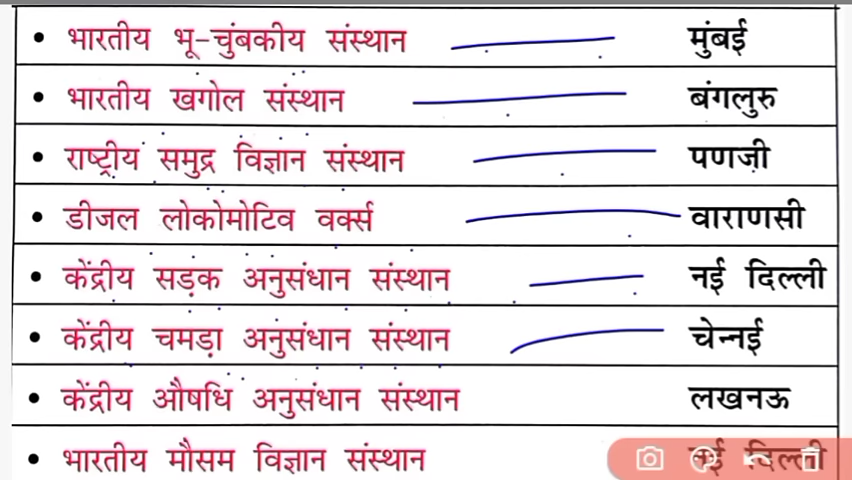 • भारतीय भू-चुंबकीय संस्थान मुंबई
• भारतीय खगोल संस्थान बंगलुरु
• राष्ट्रीय समुद्र विज्ञान संस्थान पणजी
• डीजल लोकोमोटिव वर्क्स वाराणसी
• केंद्रीय सड़क अनुसंधान संस्थान नई दिल्ली
• केंद्रीय चमड़ा अनुसंधान संस्थान चेन्नई
• केंद्रीय औषधि अनुसंधान संस्थान लखनऊ
• भारतीय मौसम विज्ञान संस्थान नई दिल्ली